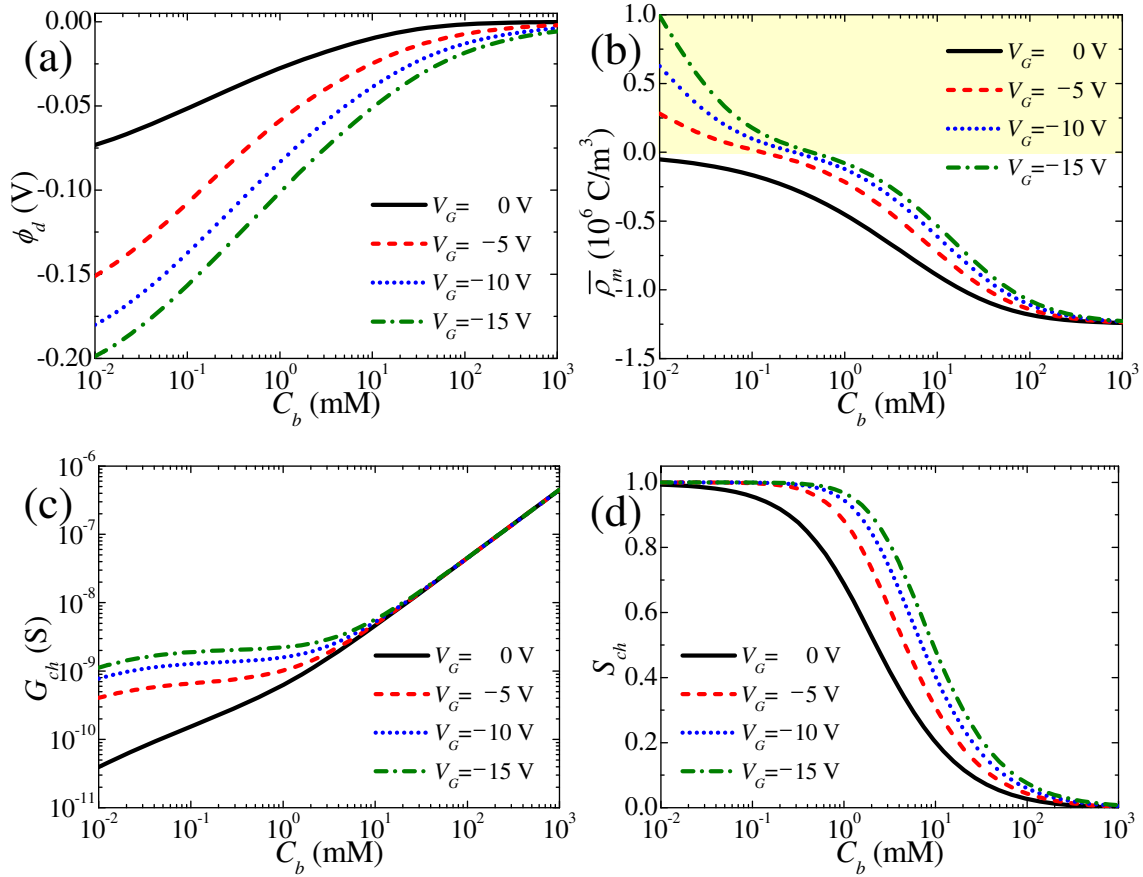 (a)
ϕ_d (V)
0.00
-0.05
-0.10
-0.15
-0.20
V_G= 0 V
V_G= −5 V
V_G=−10 V
V_G=−15 V
10^-2 10^-1 10^0 10^1 10^2 10^3
C_b (mM)
(b)
ρ_m (10^6 C/m^3)
1.0
0.5
0.0
-0.5
-1.0
-1.5
V_G= 0 V
V_G= −5 V
V_G=−10 V
V_G=−15 V
10^-2 10^-1 10^0 10^1 10^2 10^3
C_b (mM)
(c)
G_ch (S)
10^-6
10^-7
10^-8
10^-9
10^-10
10^-11
V_G= 0 V
V_G= −5 V
V_G=−10 V
V_G=−15 V
10^-2 10^-1 10^0 10^1 10^2 10^3
C_b (mM)
(d)
S_ch
1.0
0.8
0.6
0.4
0.2
0.0
V_G= 0 V
V_G= −5 V
V_G=−10 V
V_G=−15 V
10^-2 10^-1 10^0 10^1 10^2 10^3
C_b (mM)